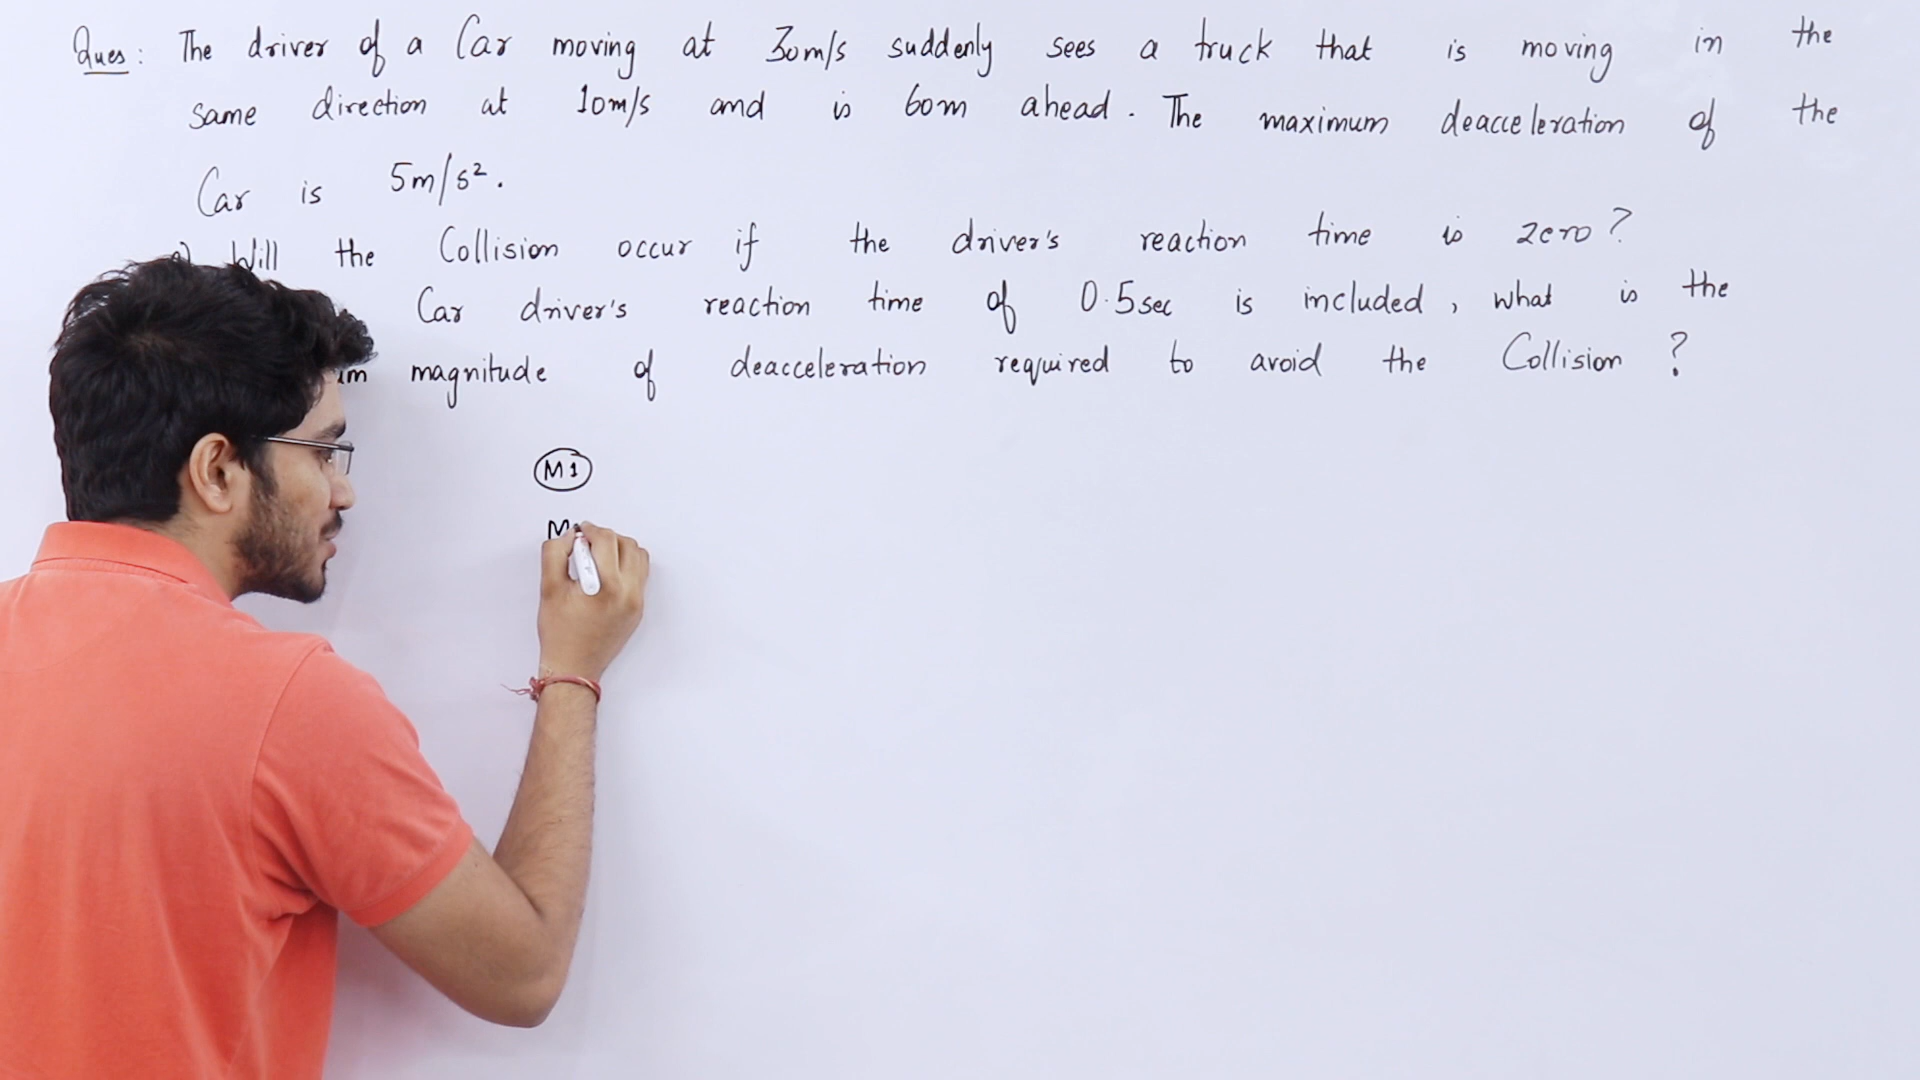 Ques: The driver of a Car moving at 30m/s suddenly sees a truck that is moving in the
same direction at 10m/s and is 60m ahead. The maximum deacceleration of the
Car is 5m/s².
Will the Collision occur if the driver's reaction time is zero?
Car driver's reaction time of 0.5sec is included, what is the
magnitude of deacceleration required to avoid the Collision?
M1
M